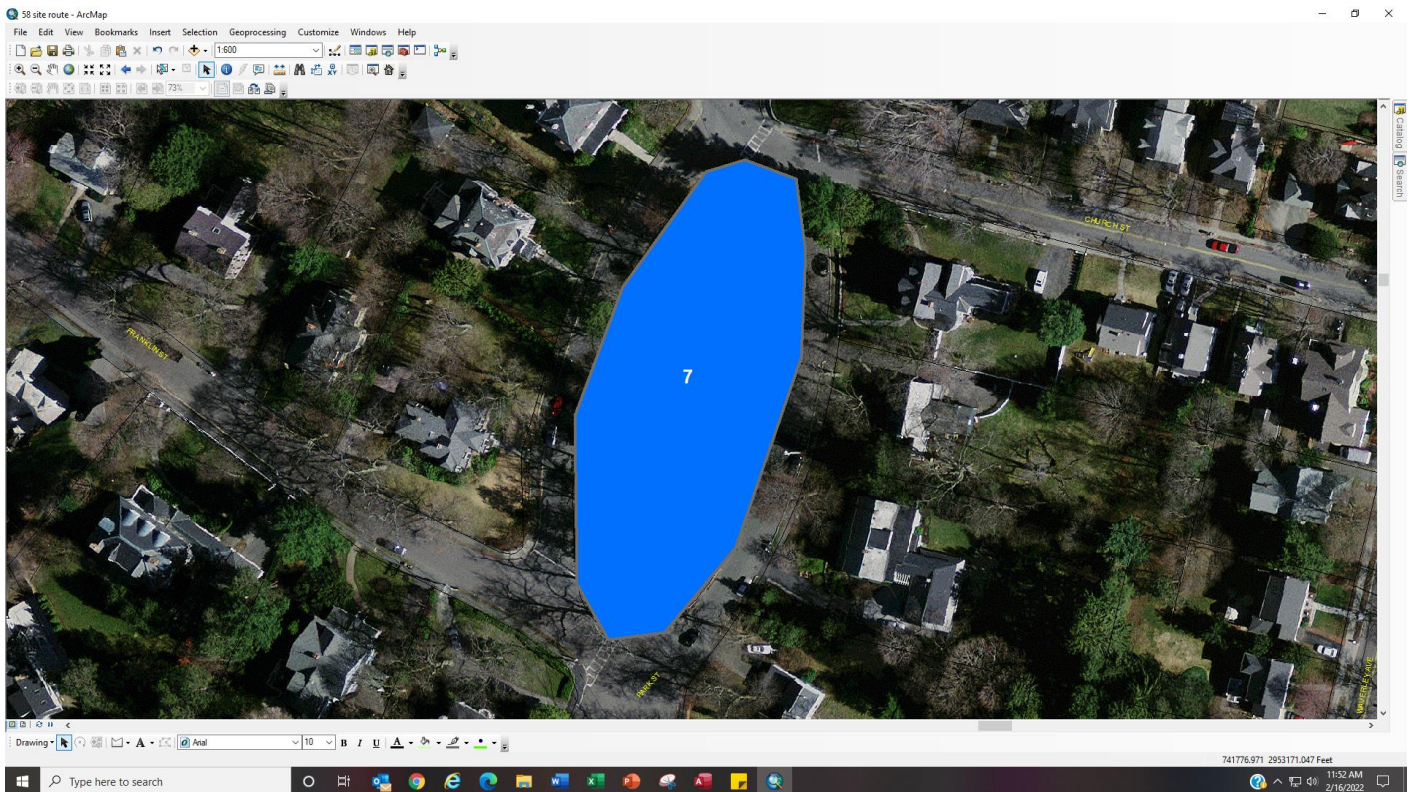 58 site route - ArcMap
File Edit View Bookmarks Insert Selection Geoprocessing Customize Windows Help
1:600
73%
Catalog
Search
CHURCH ST
FRANKLIN ST
7
PARK ST
WAVERLEY AVE
Drawing A Arial 10 B I U A
741776.971 2953171.047 Feet
Type here to search
11:52 AM
2/16/2022